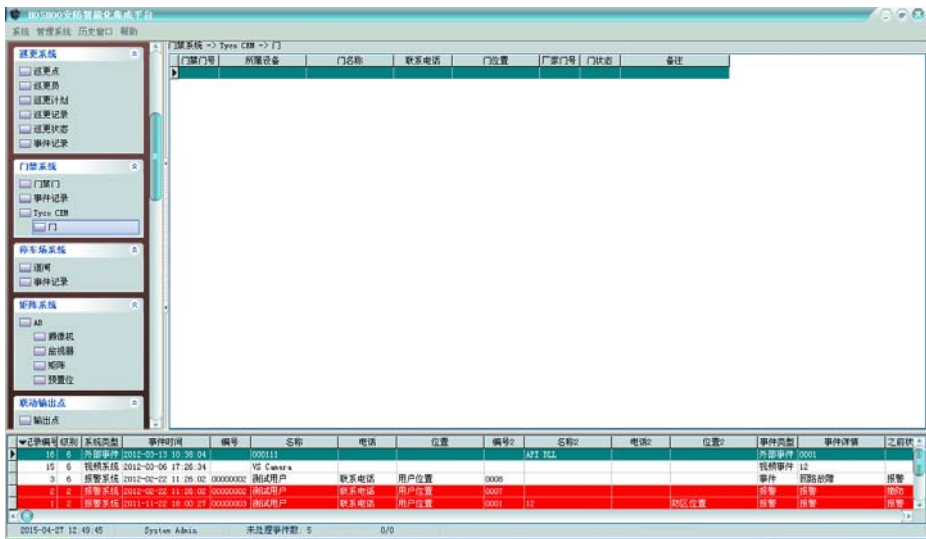 HOSHOO安防智能化集成平台
系统 管理系统 历史窗口 帮助
巡更系统
巡更点
巡更员
巡更计划
巡更记录
巡更状态
事件记录
门禁系统
门禁门
事件记录
Tyco CEM
门
停车场系统
道闸
事件记录
矩阵系统
AB
摄像机
监视器
矩阵
预置位
联动输出点
输出点
门禁系统 -> Tyco CEM -> 门
门禁门号 所属设备 门名称 联系电话 门位置 厂家门号 门状态 备注
记录编号 级别 系统类型 事件时间 编号 名称 电话 位置 编号2 名称2 电话2 位置2 事件类型 事件详情 之前状
16 6 外部事件 2012-03-13 10:38:04 000111 API DLL 外部事件 0001
15 6 视频系统 2012-03-06 17:26:34 VS Camera 视频事件 12
3 6 报警系统 2012-02-22 11:26:02 00000002 测试用户 联系电话 用户位置 0008 事件 回路故障 报警
2 2 报警系统 2012-02-22 11:26:02 00000002 测试用户 联系电话 用户位置 0007 报警 报警 撤防
1 2 报警系统 2011-11-22 18:00:27 00000003 测试用户 联系电话 用户位置 0001 12 防区位置 报警 报警 报警
2015-04-27 12:49:45 System Admin 未处理事件数: 5 0/0